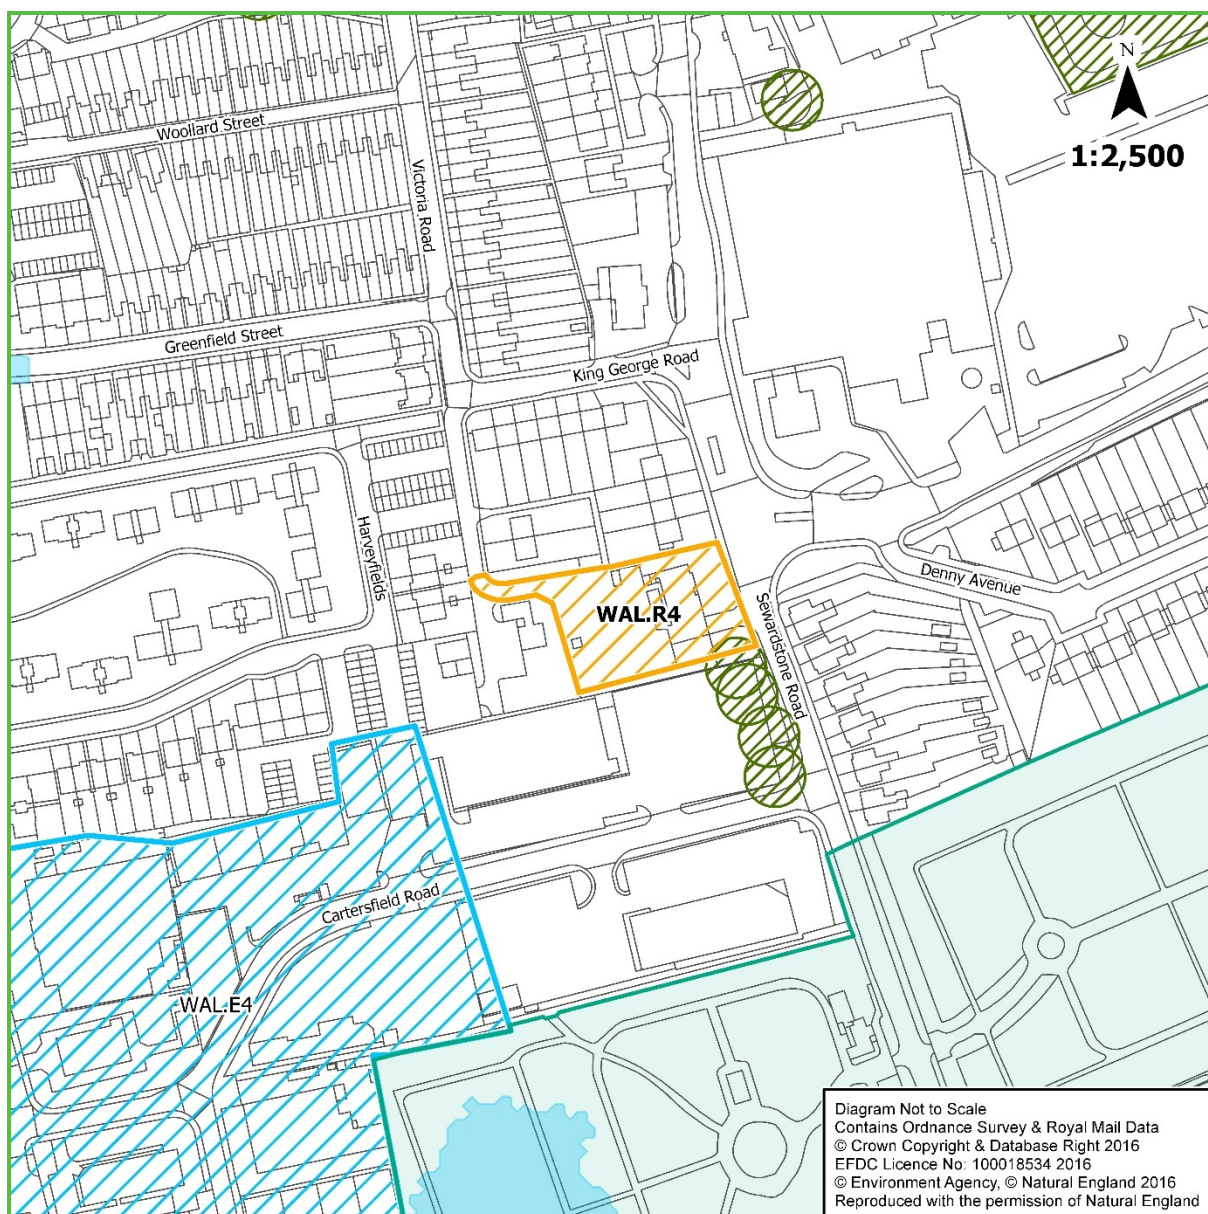 N
1:2,500
Woollard Street
Victoria Road
Greenfield Street
King George Road
Harveyfields
Denny Avenue
WAL.R4
Sewardstone Road
Cartersfield Road
WAL.E4
Diagram Not to Scale
Contains Ordnance Survey & Royal Mail Data
© Crown Copyright & Database Right 2016
EFDC Licence No: 100018534 2016
© Environment Agency, © Natural England 2016
Reproduced with the permission of Natural England